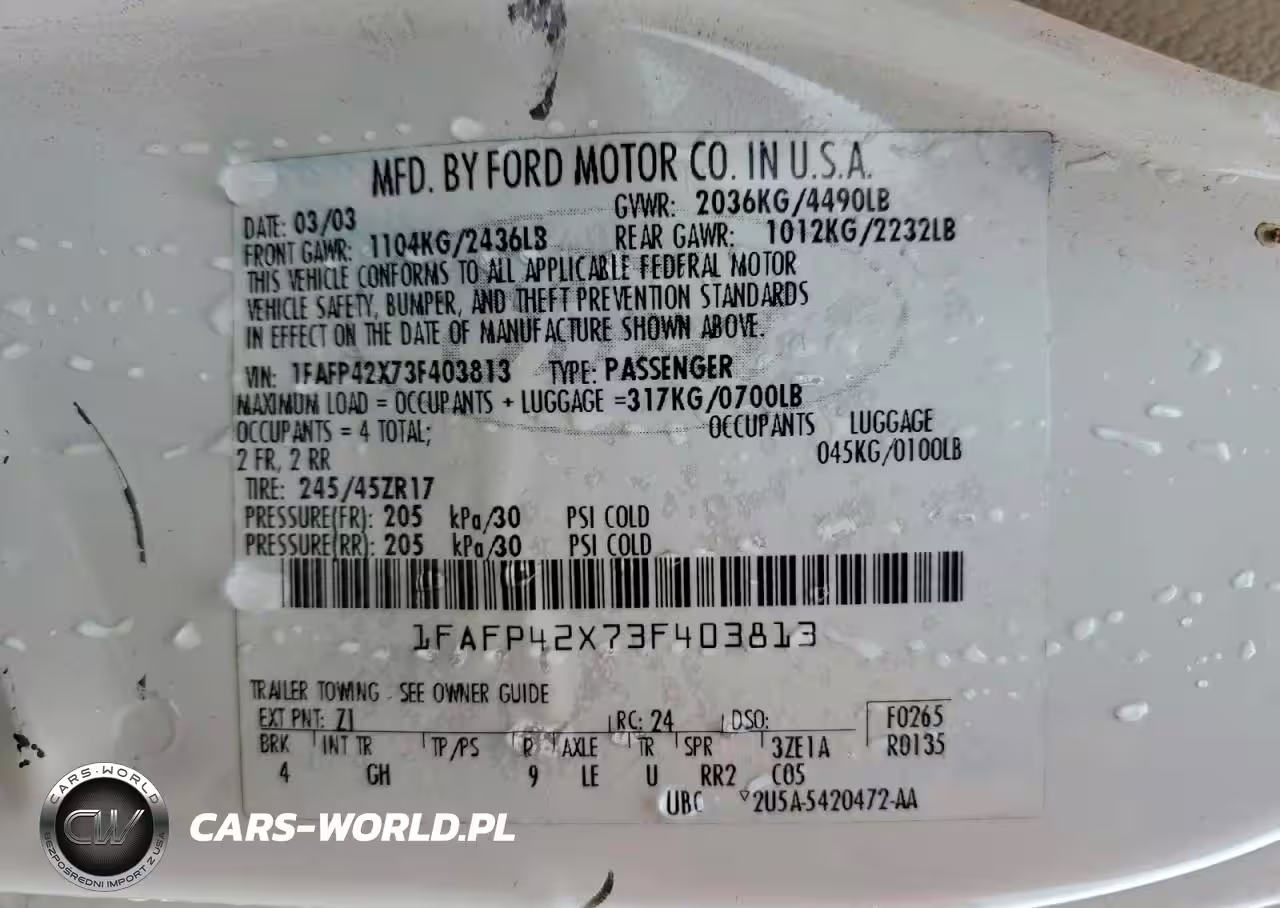 MFD. BY FORD MOTOR CO. IN U.S.A.
DATE: 03/03 GVWR: 2036KG/4490LB
FRONT GAWR: 1104KG/2436LB REAR GAWR: 1012KG/2232LB
THIS VEHICLE CONFORMS TO ALL APPLICABLE FEDERAL MOTOR
VEHICLE SAFETY, BUMPER, AND THEFT PREVENTION STANDARDS
IN EFFECT ON THE DATE OF MANUFACTURE SHOWN ABOVE.
VIN: 1FAFP42X73F403813 TYPE: PASSENGER
MAXIMUM LOAD = OCCUPANTS + LUGGAGE =317KG/0700LB
OCCUPANTS = 4 TOTAL; OCCUPANTS LUGGAGE
2 FR, 2 RR 045KG/0100LB
TIRE: 245/45ZR17
PRESSURE(FR): 205 kPa/30 PSI COLD
PRESSURE(RR): 205 kPa/30 PSI COLD
1FAFP42X73F403813
TRAILER TOWING - SEE OWNER GUIDE
EXT PNT: Z1 RC: 24 DSO: F0265
BRK INT TR TP/PS R AXLE TR SPR 3ZE1A R0135
4 GH 9 LE U RR2 C05
UBC ▽2U5A-5420472-AA
CARS-WORLD
CW
BEZPOŚREDNI IMPORT Z USA
CARS-WORLD.PL